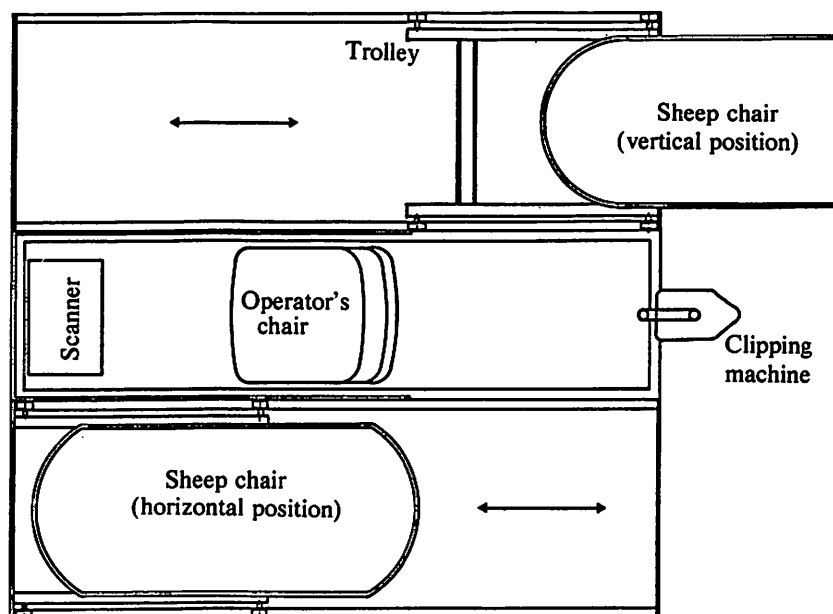 Trolley
Sheep chair
(vertical position)
Scanner
Operator's
chair
Clipping
machine
Sheep chair
(horizontal position)